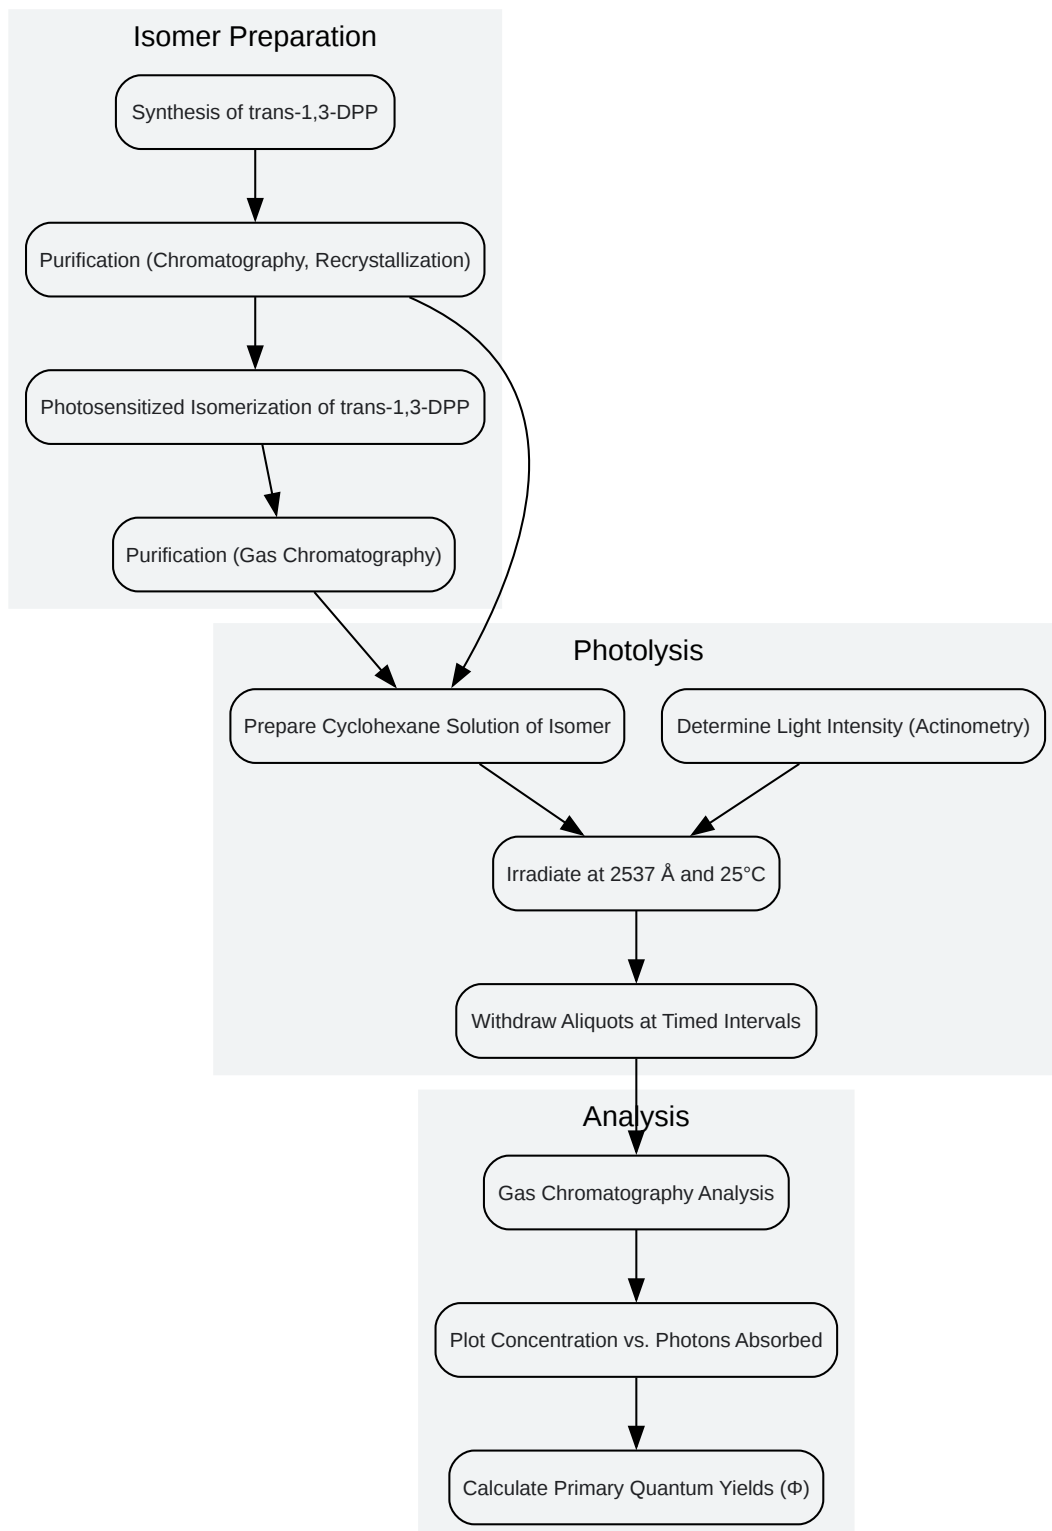 Isomer Preparation
Synthesis of trans-1,3-DPP
Purification (Chromatography, Recrystallization)
Photosensitized Isomerization of trans-1,3-DPP
Purification (Gas Chromatography)
Photolysis
Prepare Cyclohexane Solution of Isomer
Determine Light Intensity (Actinometry)
Irradiate at 2537 Å and 25°C
Withdraw Aliquots at Timed Intervals
Analysis
Gas Chromatography Analysis
Plot Concentration vs. Photons Absorbed
Calculate Primary Quantum Yields (Φ)